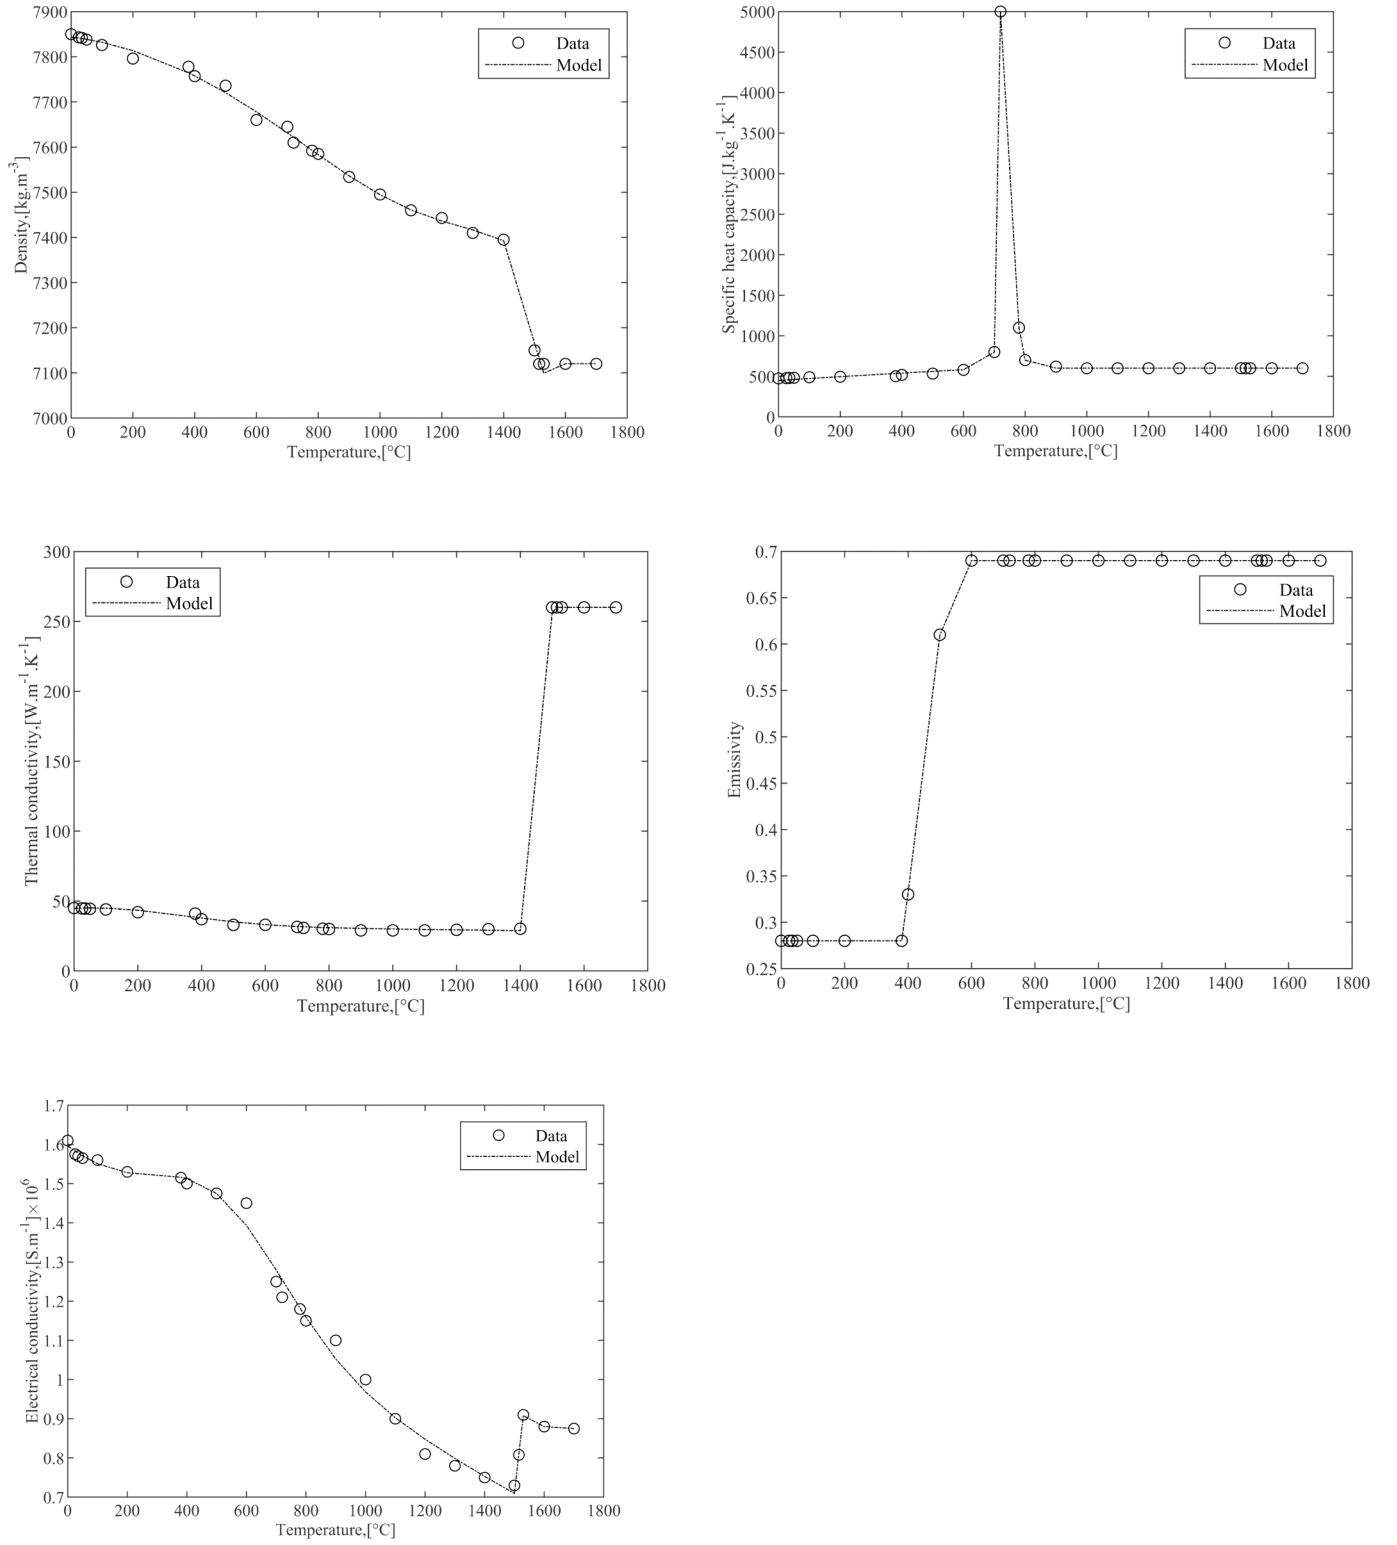 7900
7800
7700
7600
7500
7400
7300
7200
7100
7000
0 200 400 600 800 1000 1200 1400 1600 1800
Temperature,[°C]
Density,[kg.m⁻³]
Data
Model
5000
4500
4000
3500
3000
2500
2000
1500
1000
500
0
0 200 400 600 800 1000 1200 1400 1600 1800
Temperature,[°C]
Specific heat capacity,[J.kg⁻¹.K⁻¹]
Data
Model
300
250
200
150
100
50
0
0 200 400 600 800 1000 1200 1400 1600 1800
Temperature,[°C]
Thermal conductivity,[W.m⁻¹.K⁻¹]
Data
Model
0.7
0.65
0.6
0.55
0.5
0.45
0.4
0.35
0.3
0.25
0 200 400 600 800 1000 1200 1400 1600 1800
Temperature,[°C]
Emissivity
Data
Model
1.7
1.6
1.5
1.4
1.3
1.2
1.1
1
0.9
0.8
0.7
0 200 400 600 800 1000 1200 1400 1600 1800
Temperature,[°C]
Electrical conductivity,[S.m⁻¹]×10⁶
Data
Model